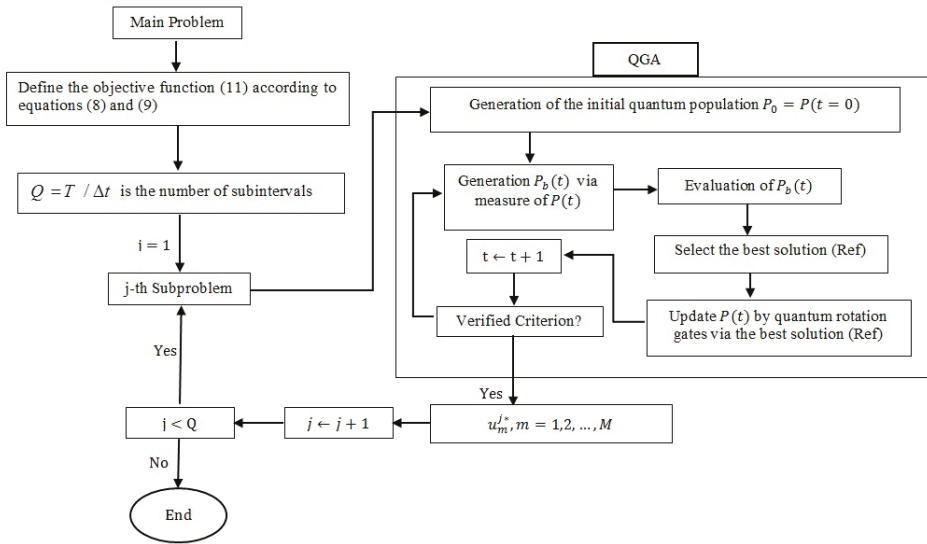 Main Problem
Define the objective function (11) according to
equations (8) and (9)
Q = T / Δt is the number of subintervals
j = 1
j-th Subproblem
Yes
j < Q
No
End
j ← j + 1
QGA
Generation of the initial quantum population P₀ = P(t = 0)
Generation P_b(t) via
measure of P(t)
Evaluation of P_b(t)
Select the best solution (Ref)
Update P(t) by quantum rotation
gates via the best solution (Ref)
t ← t + 1
Verified Criterion?
Yes
u_m^{j*}, m = 1,2, ..., M